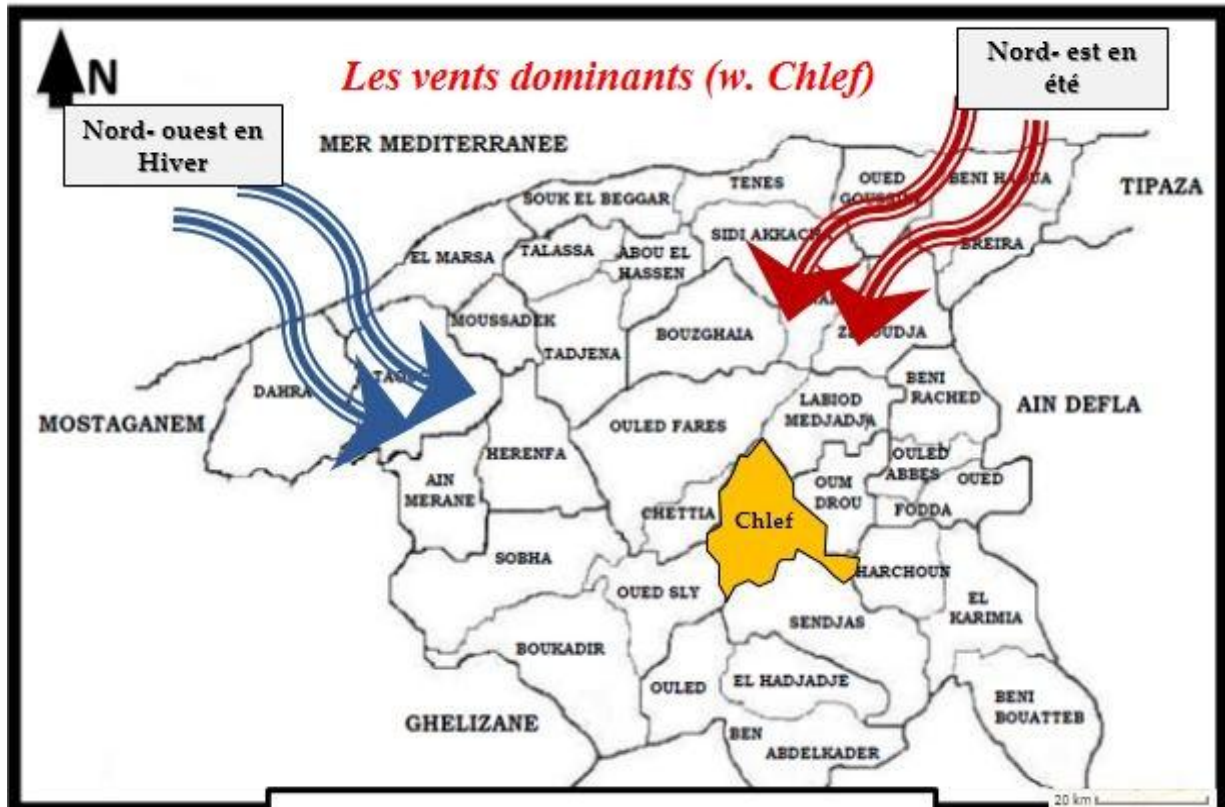 N
Les vents dominants (w. Chlef)
Nord- est en
été
Nord- ouest en
Hiver
MER MEDITERRANEE
TENES
OUED
BENI
TIPAZA
SOUK EL BEGGAR
SIDI AKKACHA
BREIRA
EL MARSA
TALASSA
ABOU EL
HASSEN
MOUSSADEK
BOUZGHAIA
TADJENA
DAHRA
BENI
RACHED
MOSTAGANEM
AIN DEFLA
LABIOD
MEDJADJA
OULED FARES
HERENFA
OULED
ABBES
OUED
FODDA
AIN
MERANE
OUM
DROU
CHETTIA
Chlef
SOBHA
HARCHOUN
OUED SLY
EL
KARIMIA
SENDJAS
BOUKADIR
OULED
EL HADJADJE
BENI
BOUATTEB
GHELIZANE
BEN
ABDELKADER
20 km